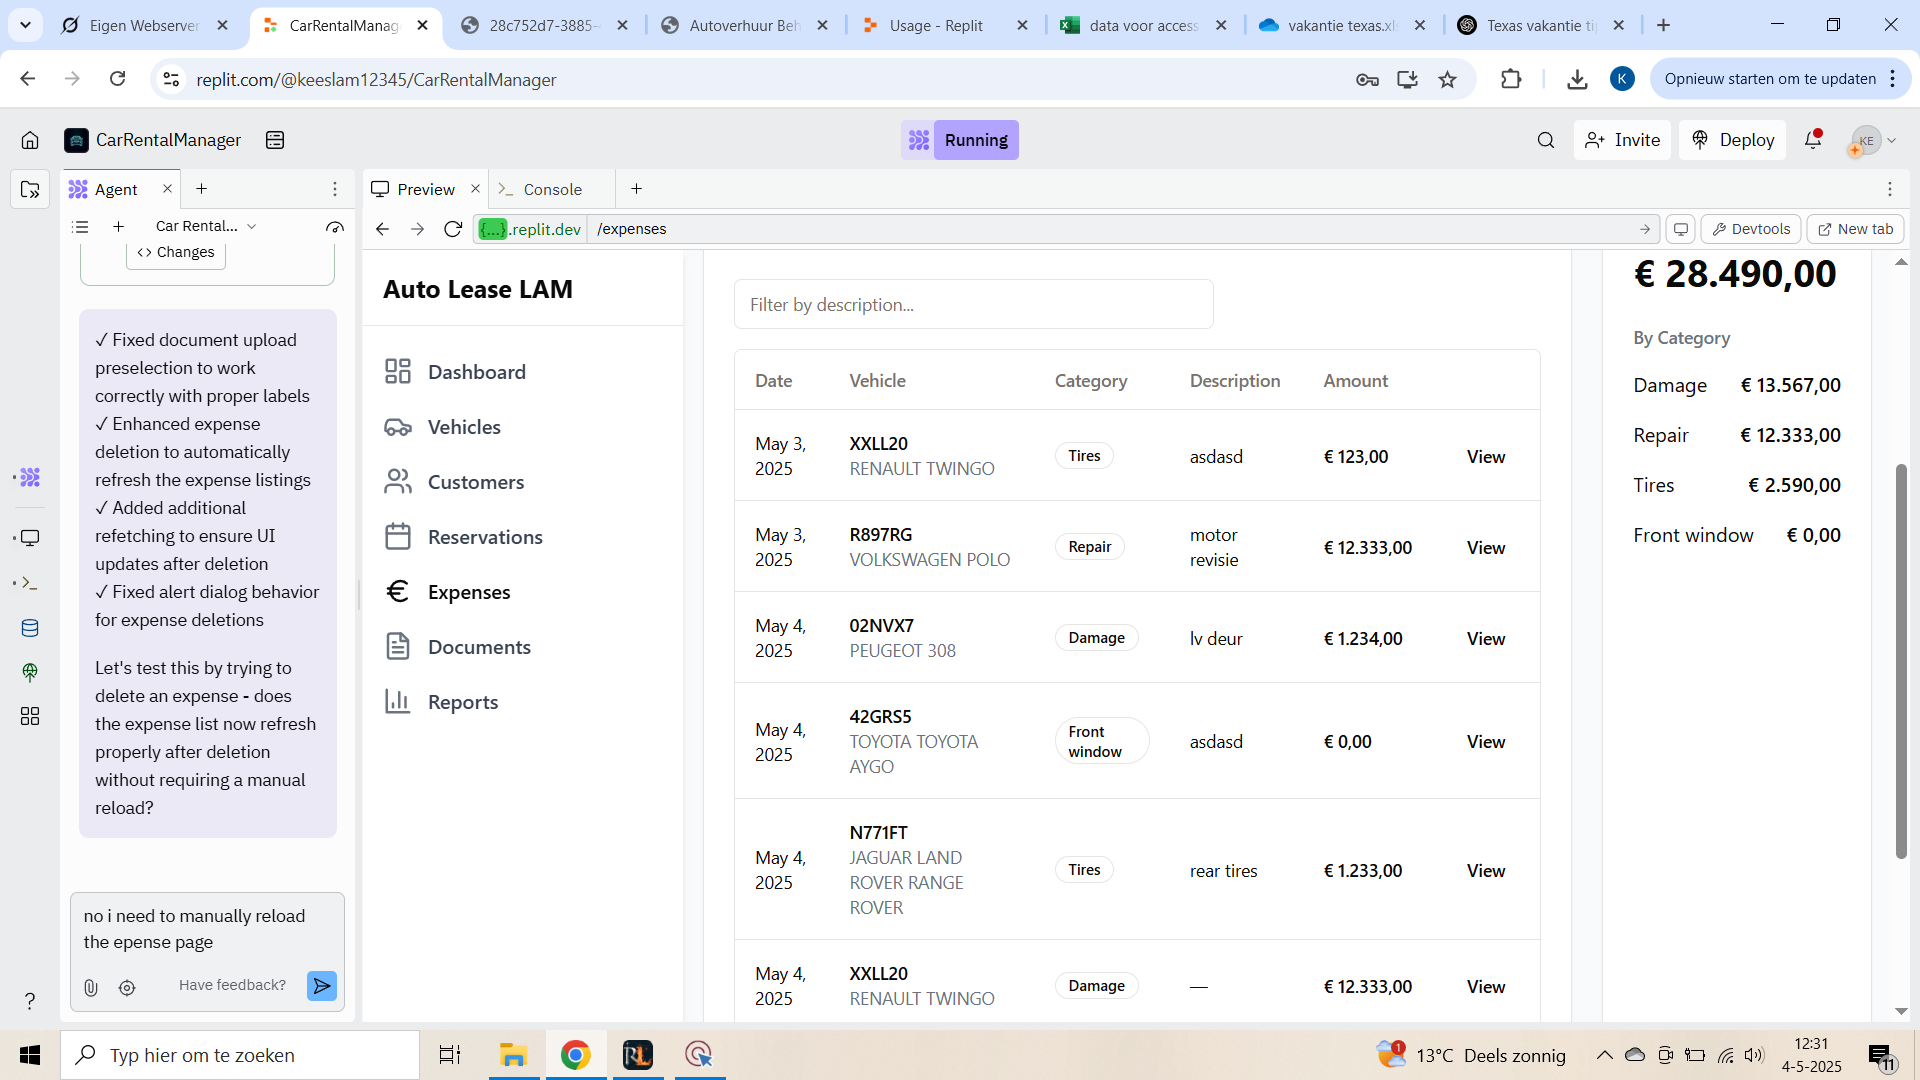 Eigen Webserver
CarRentalManag
28c752d7-3885-
Autoverhuur Beh
Usage - Replit
data voor access
vakantie texas.xls
Texas vakantie tip
replit.com/@keeslam12345/CarRentalManager
K
Opnieuw starten om te updaten
CarRentalManager
Running
Invite
Deploy
KE
Agent
Preview
Console
Car Rental...
{...}.replit.dev
/expenses
Devtools
New tab
<> Changes
✓ Fixed document upload
preselection to work
correctly with proper labels
✓ Enhanced expense
deletion to automatically
refresh the expense listings
✓ Added additional
refetching to ensure UI
updates after deletion
✓ Fixed alert dialog behavior
for expense deletions
Let's test this by trying to
delete an expense - does
the expense list now refresh
properly after deletion
without requiring a manual
reload?
no i need to manually reload
the epense page
Have feedback?
?
Auto Lease LAM
Dashboard
Vehicles
Customers
Reservations
€ Expenses
Documents
Reports
Filter by description...
Date Vehicle Category Description Amount
May 3,
2025
XXLL20
RENAULT TWINGO
Tires
asdasd
€ 123,00
View
May 3,
2025
R897RG
VOLKSWAGEN POLO
Repair
motor
revisie
€ 12.333,00
View
May 4,
2025
02NVX7
PEUGEOT 308
Damage
lv deur
€ 1.234,00
View
May 4,
2025
42GRS5
TOYOTA TOYOTA
AYGO
Front
window
asdasd
€ 0,00
View
May 4,
2025
N771FT
JAGUAR LAND
ROVER RANGE
ROVER
Tires
rear tires
€ 1.233,00
View
May 4,
2025
XXLL20
RENAULT TWINGO
Damage
—
€ 12.333,00
View
€ 28.490,00
By Category
Damage € 13.567,00
Repair € 12.333,00
Tires € 2.590,00
Front window € 0,00
Typ hier om te zoeken
RL
1
13°C Deels zonnig
12:31
4-5-2025
11